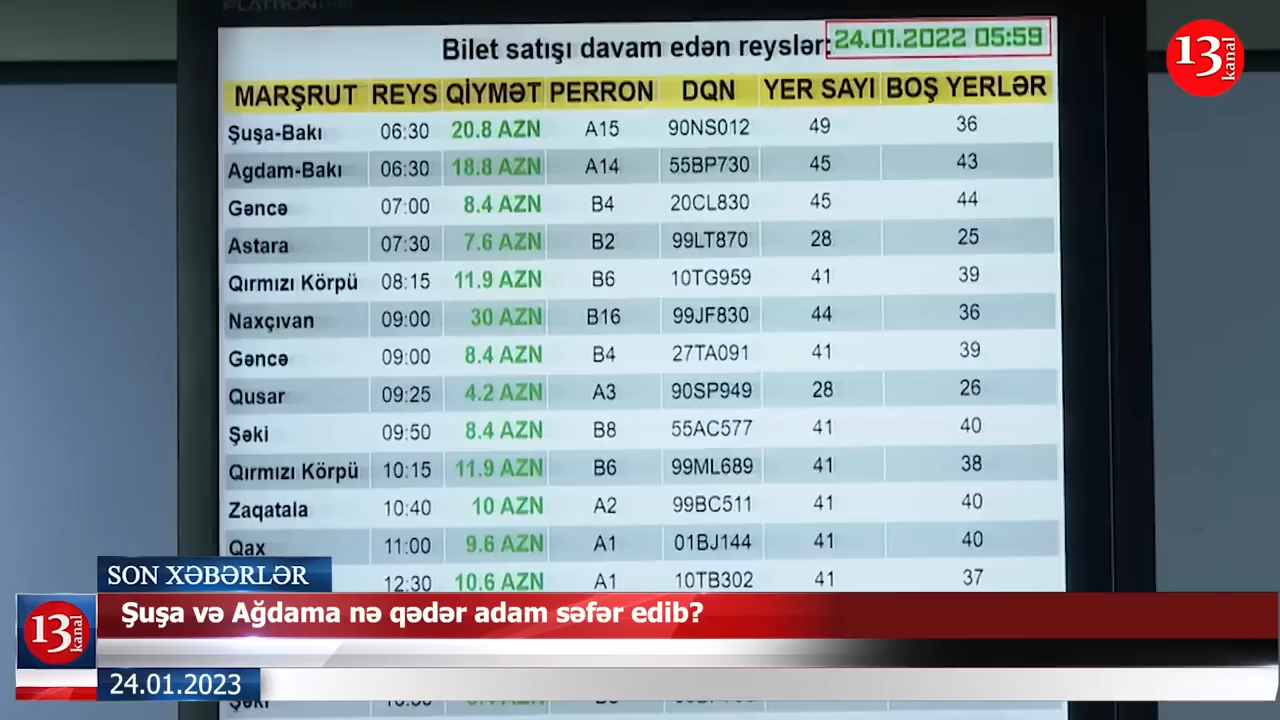 Bilet satışı davam edən reyslər: 24.01.2022 05:59
13 kanal
MARŞRUT REYS QİYMƏT PERRON DQN YER SAYI BOŞ YERLƏR
Şuşa-Bakı 06:30 20.8 AZN A15 90NS012 49 36
Agdam-Bakı 06:30 18.8 AZN A14 55BP730 45 43
Gəncə 07:00 8.4 AZN B4 20CL830 45 44
Astara 07:30 7.6 AZN B2 99LT870 28 25
Qırmızı Körpü 08:15 11.9 AZN B6 10TG959 41 39
Naxçıvan 09:00 30 AZN B16 99JF830 44 36
Gəncə 09:00 8.4 AZN B4 27TA091 41 39
Qusar 09:25 4.2 AZN A3 90SP949 28 26
Şəki 09:50 8.4 AZN B8 55AC577 41 40
Qırmızı Körpü 10:15 11.9 AZN B6 99ML689 41 38
Zaqatala 10:40 10 AZN A2 99BC511 41 40
Qax 11:00 9.6 AZN A1 01BJ144 41 40
12:30 10.6 AZN A1 10TB302 41 37
SON XƏBƏRLƏR
Şuşa və Ağdama nə qədər adam səfər edib?
13 kanal
24.01.2023
Şəki